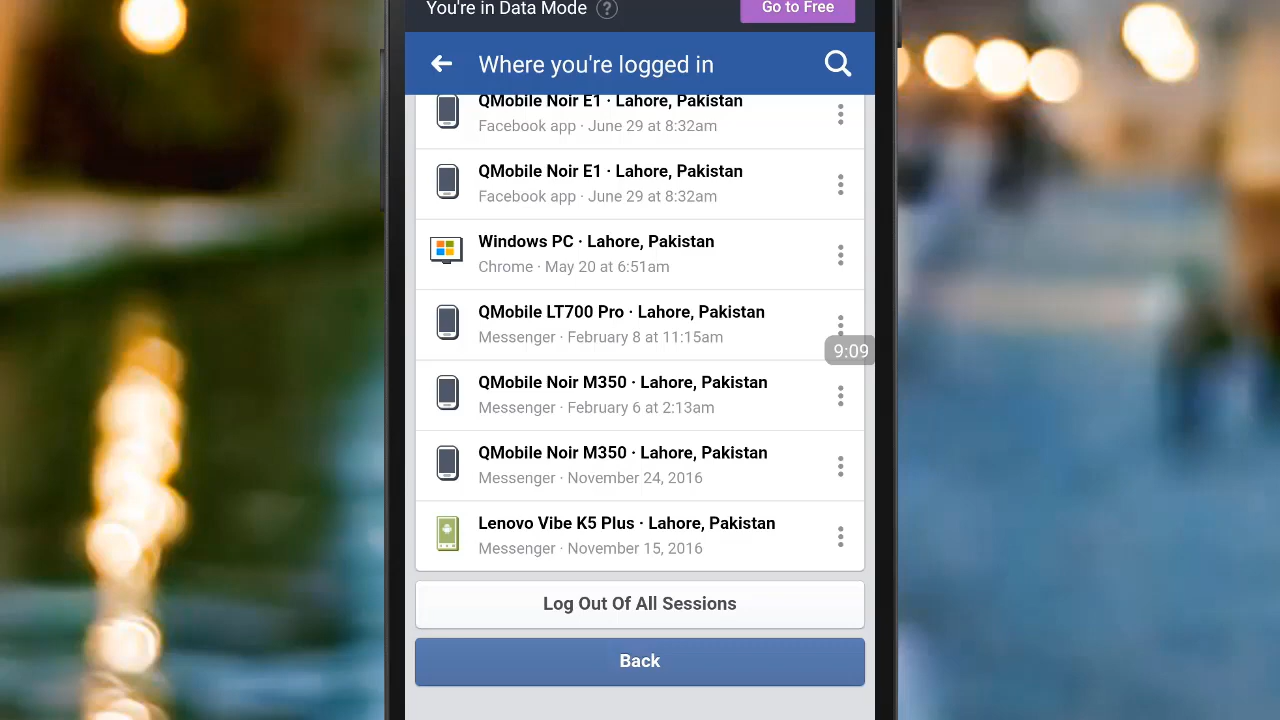 You're in Data Mode ?
Go to Free
Where you're logged in
QMobile Noir E1 · Lahore, Pakistan
Facebook app · June 29 at 8:32am
QMobile Noir E1 · Lahore, Pakistan
Facebook app · June 29 at 8:32am
Windows PC · Lahore, Pakistan
Chrome · May 20 at 6:51am
QMobile LT700 Pro · Lahore, Pakistan
Messenger · February 8 at 11:15am
9:09
QMobile Noir M350 · Lahore, Pakistan
Messenger · February 6 at 2:13am
QMobile Noir M350 · Lahore, Pakistan
Messenger · November 24, 2016
Lenovo Vibe K5 Plus · Lahore, Pakistan
Messenger · November 15, 2016
Log Out Of All Sessions
Back